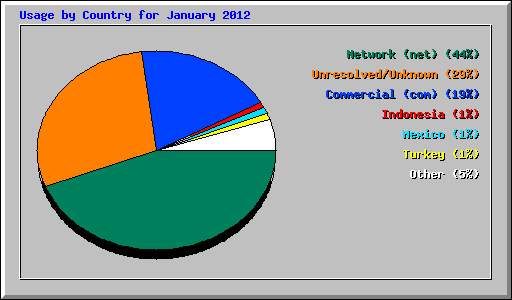 Usage by Country for January 2012
Network (net) (44%)
Unresolved/Unknown (29%)
Commercial (com) (19%)
Indonesia (1%)
Mexico (1%)
Turkey (1%)
Other (5%)